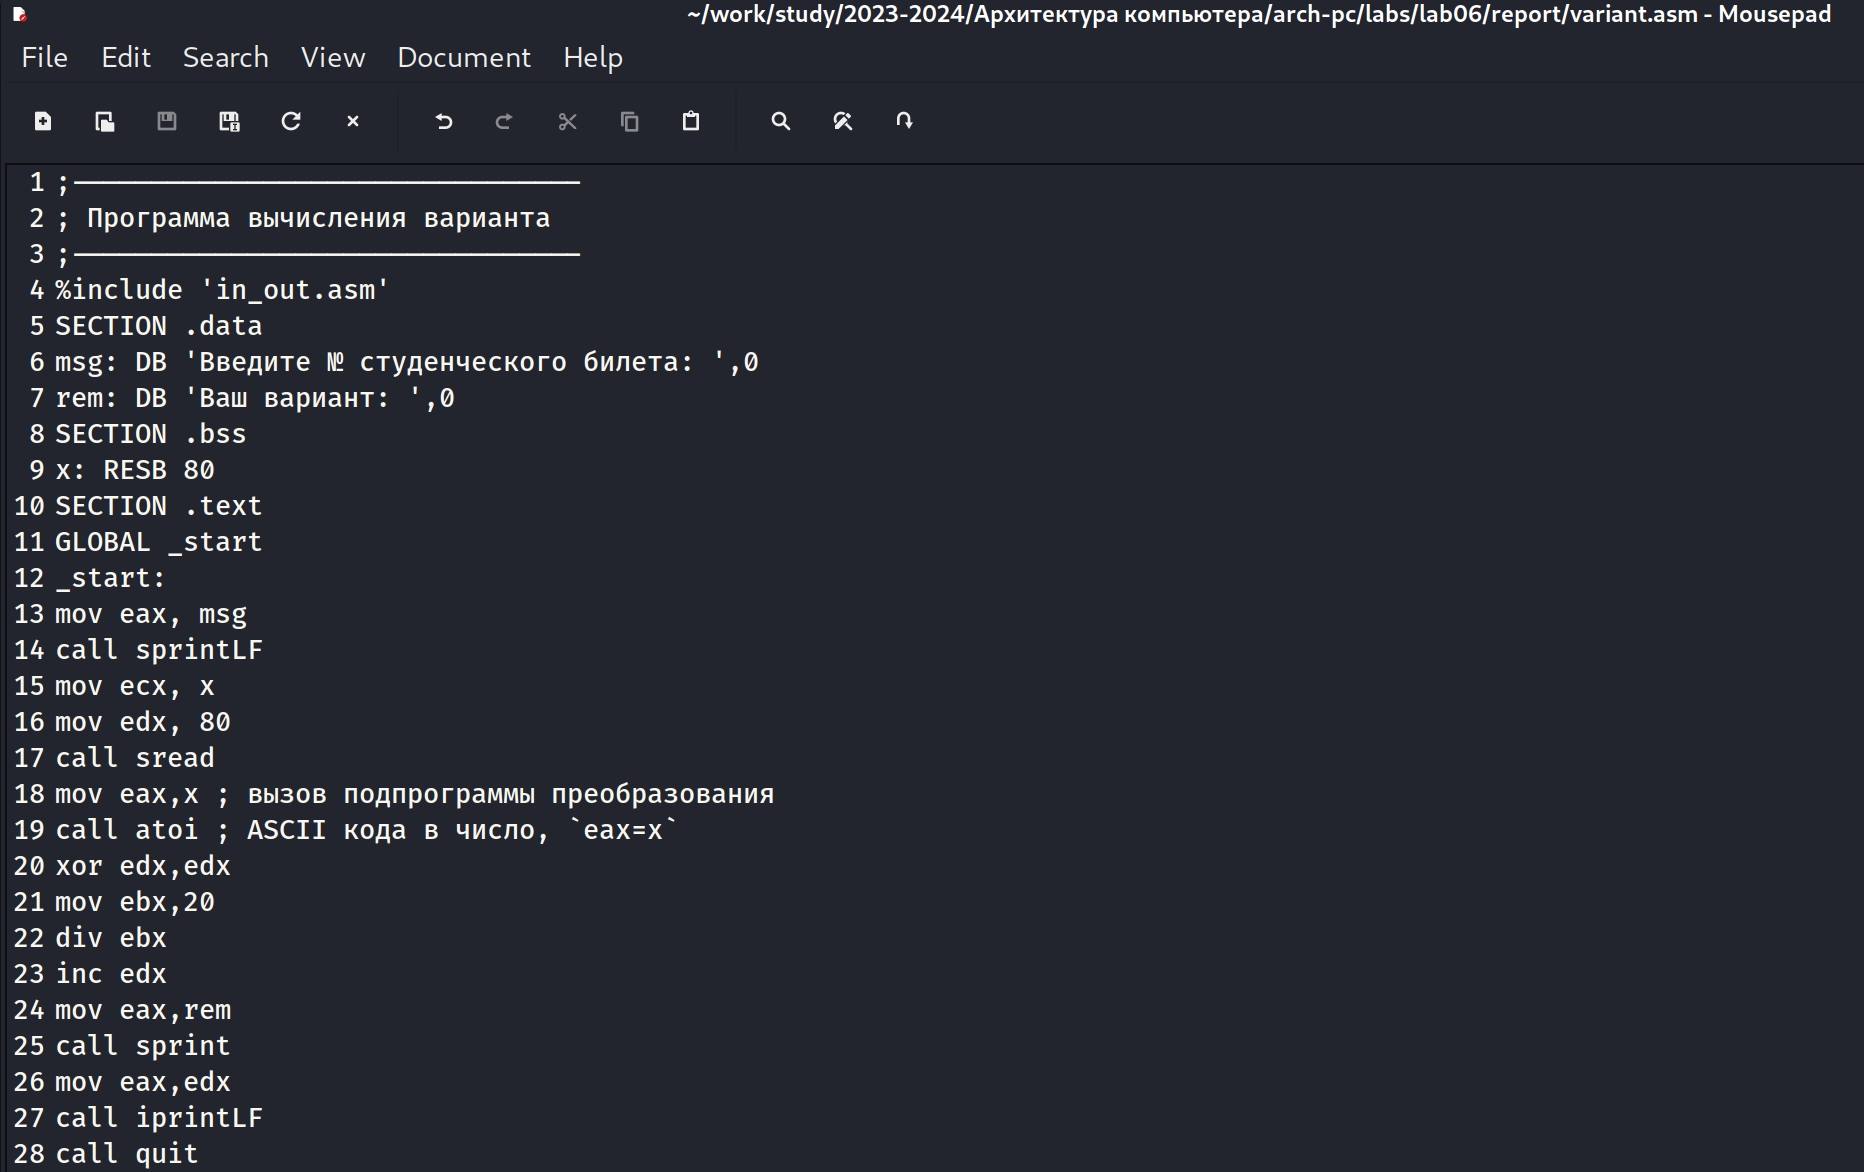 ~/work/study/2023-2024/Архитектура компьютера/arch-pc/labs/lab06/report/variant.asm - Mousepad
File Edit Search View Document Help
1 ;--------------------------------
2 ; Программа вычисления варианта
3 ;--------------------------------
4 %include 'in_out.asm'
5 SECTION .data
6 msg: DB 'Введите № студенческого билета: ',0
7 rem: DB 'Ваш вариант: ',0
8 SECTION .bss
9 x: RESB 80
10 SECTION .text
11 GLOBAL _start
12 _start:
13 mov eax, msg
14 call sprintLF
15 mov ecx, x
16 mov edx, 80
17 call sread
18 mov eax,x ; вызов подпрограммы преобразования
19 call atoi ; ASCII кода в число, `eax=x`
20 xor edx,edx
21 mov ebx,20
22 div ebx
23 inc edx
24 mov eax,rem
25 call sprint
26 mov eax,edx
27 call iprintLF
28 call quit